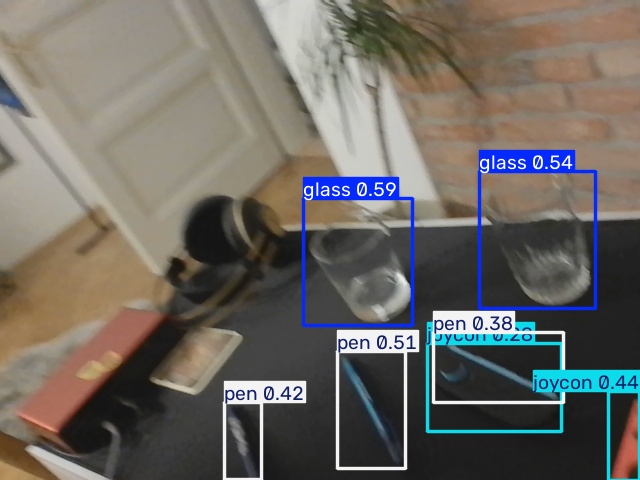 glass 0.54
glass 0.59
pen 0.38
joycon 0.28
pen 0.51
joycon 0.44
pen 0.42